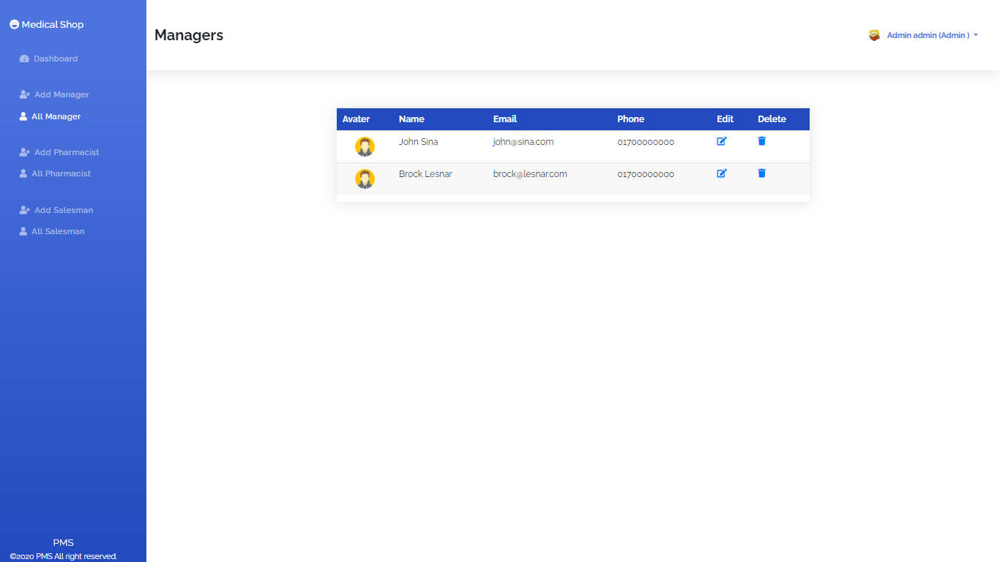 Medical Shop
Dashboard
Add Manager
All Manager
Add Pharmacist
All Pharmacist
Add Salesman
All Salesman
PMS
©2020 PMS All right reserved.
Managers
Admin admin (Admin )
Avater Name Email Phone Edit Delete
John Sina john@sina.com 01700000000
Brock Lesnar brock@lesnar.com 01700000000